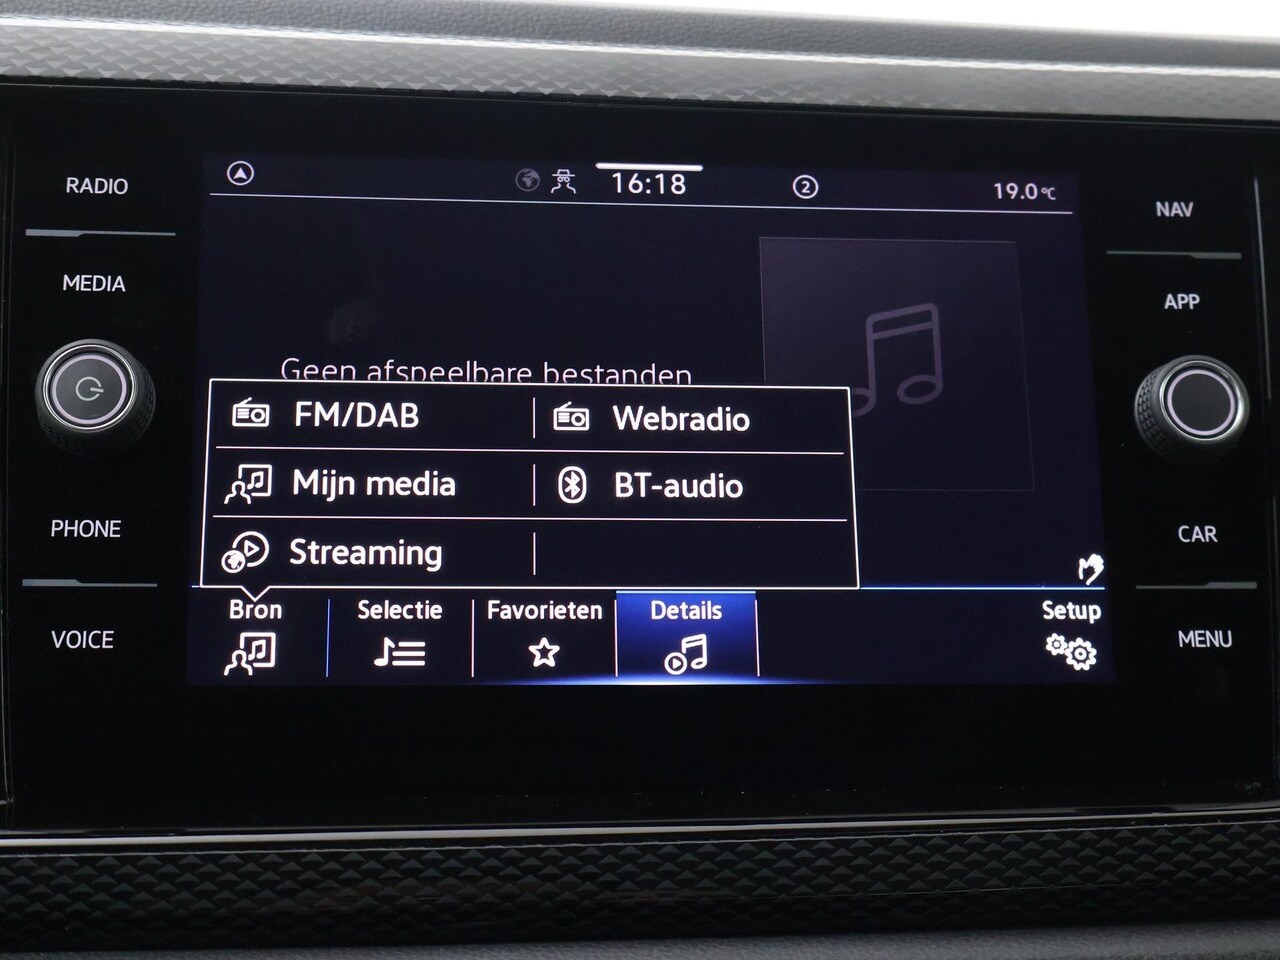 RADIO
MEDIA
PHONE
VOICE
16:18
2
19.0°C
Geen afspeelbare bestanden
FM/DAB
Webradio
Mijn media
BT-audio
Streaming
Bron
Selectie
Favorieten
Details
Setup
NAV
APP
CAR
MENU